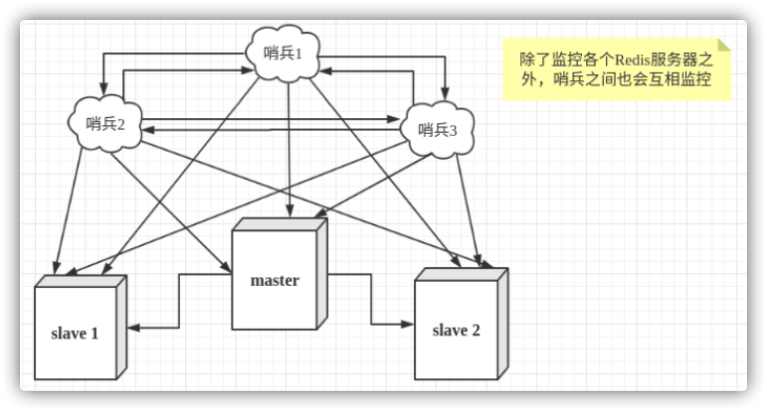 哨兵1
除了监控各个Redis服务器之
外，哨兵之间也会互相监控
哨兵2
哨兵3
master
slave 1
slave 2